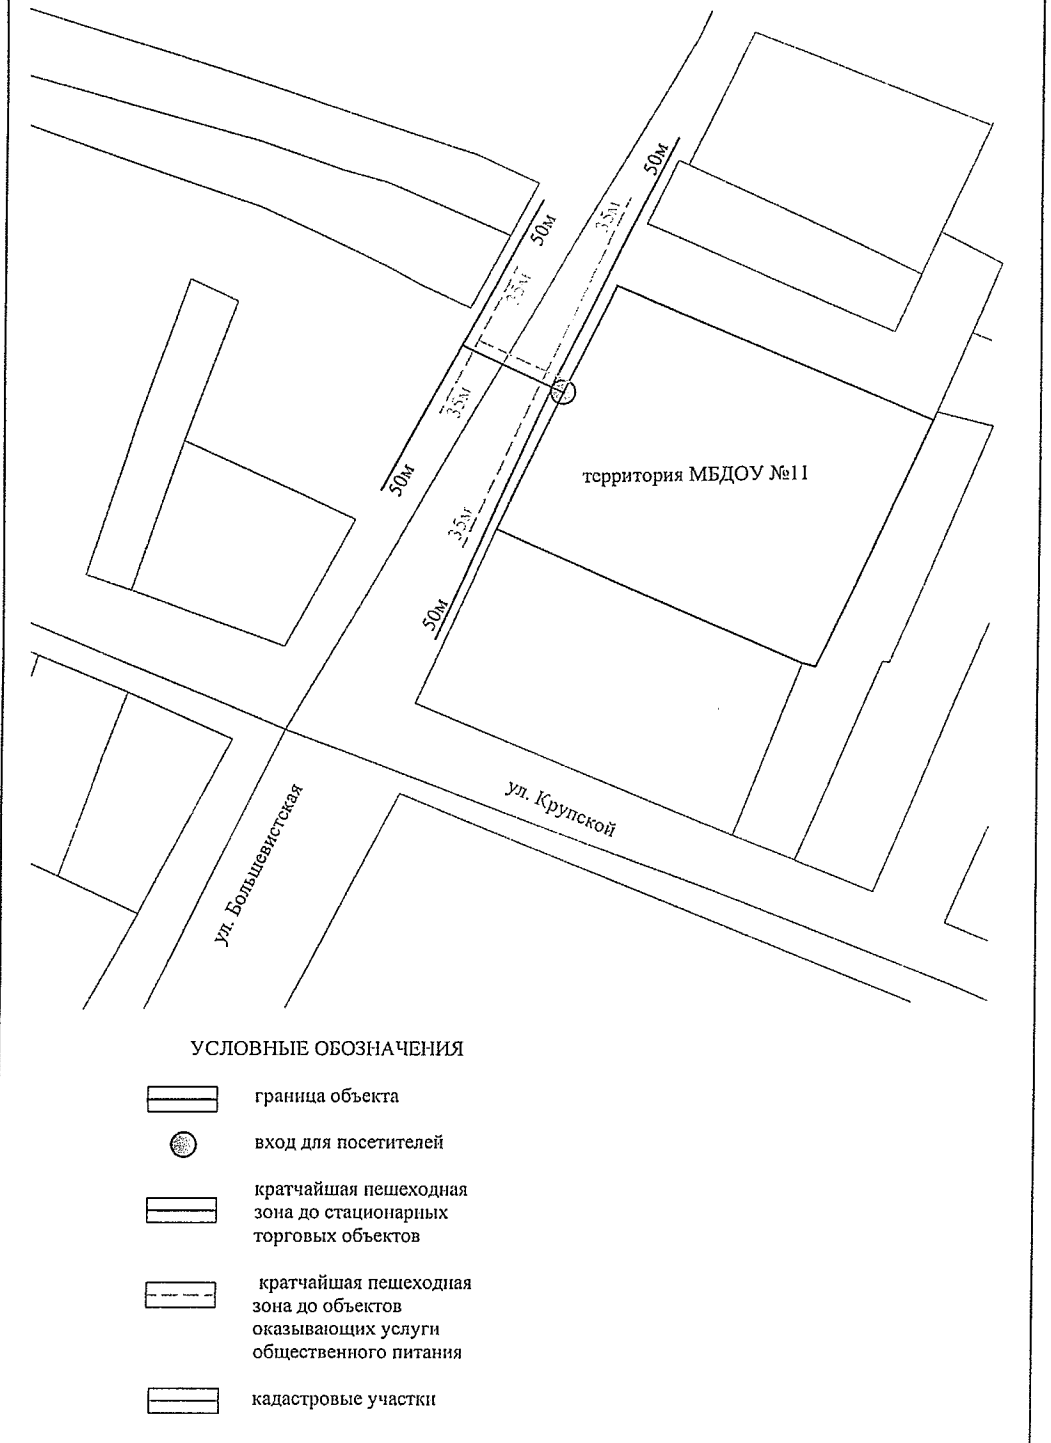 50м
50м
35м
35м
35м
50м
территория МБДОУ №11
35м
50м
ул. Крупской
ул. Большевистская
УСЛОВНЫЕ ОБОЗНАЧЕНИЯ
граница объекта
вход для посетителей
кратчайшая пешеходная
зона до стационарных
торговых объектов
кратчайшая пешеходная
зона до объектов
оказывающих услуги
общественного питания
кадастровые участки